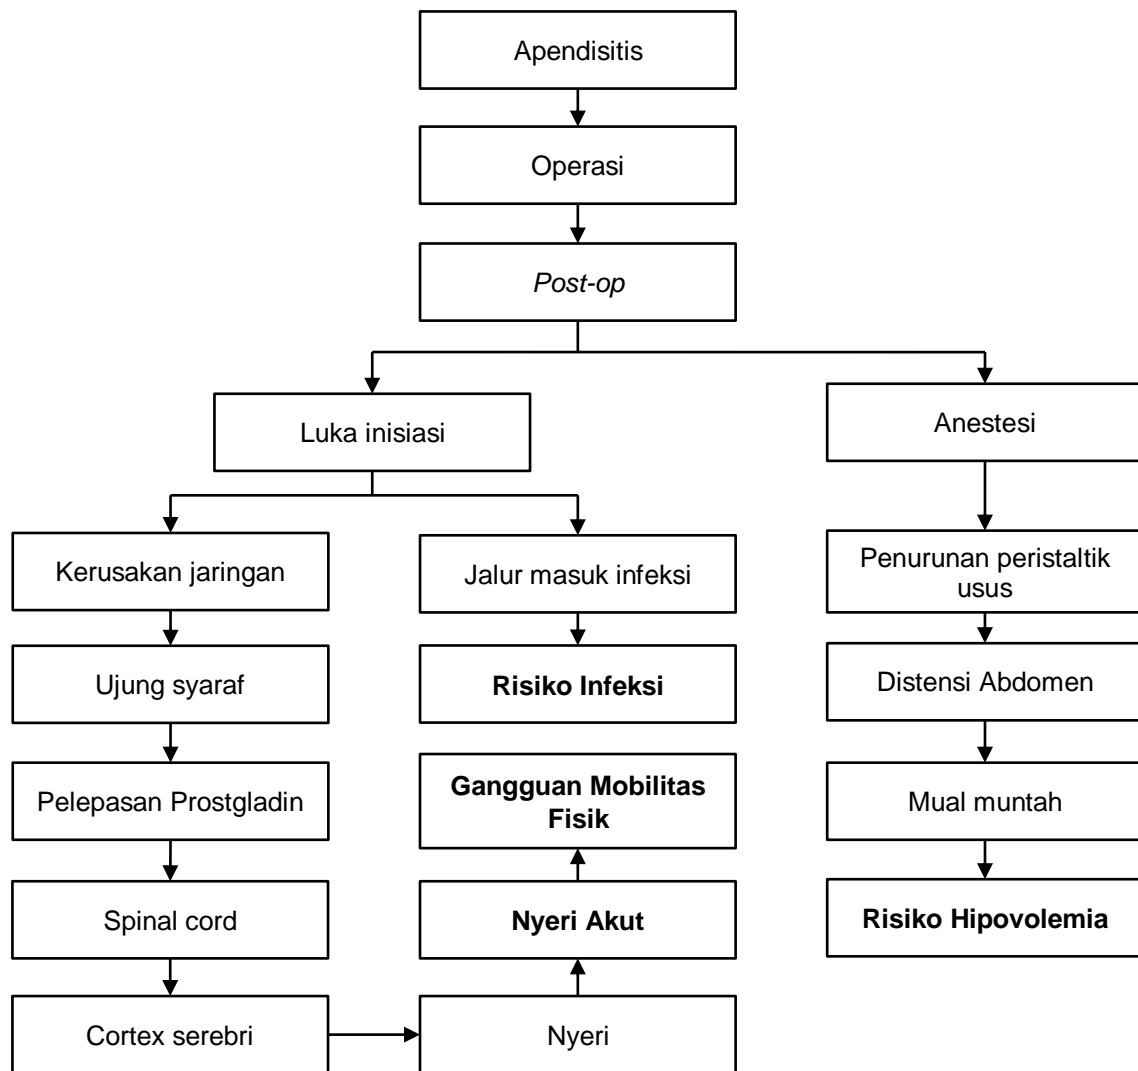 Apendisitis
Operasi
Post-op
Luka inisiasi
Anestesi
Kerusakan jaringan
Jalur masuk infeksi
Penurunan peristaltik
usus
Ujung syaraf
Risiko Infeksi
Distensi Abdomen
Pelepasan Prostgladin
Gangguan Mobilitas
Fisik
Mual muntah
Spinal cord
Nyeri Akut
Risiko Hipovolemia
Cortex serebri
Nyeri